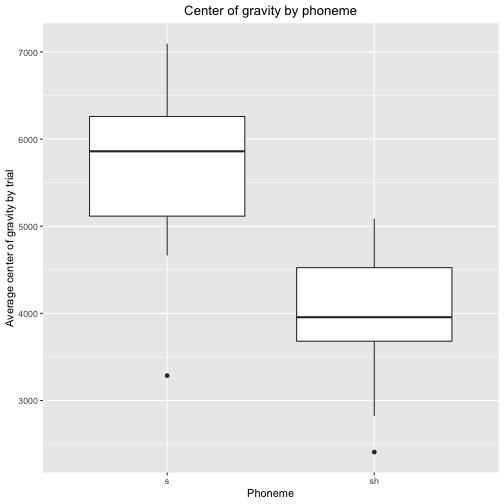 Center of gravity by phoneme
Average center of gravity by trial
7000
6000
5000
4000
3000
s
sh
Phoneme